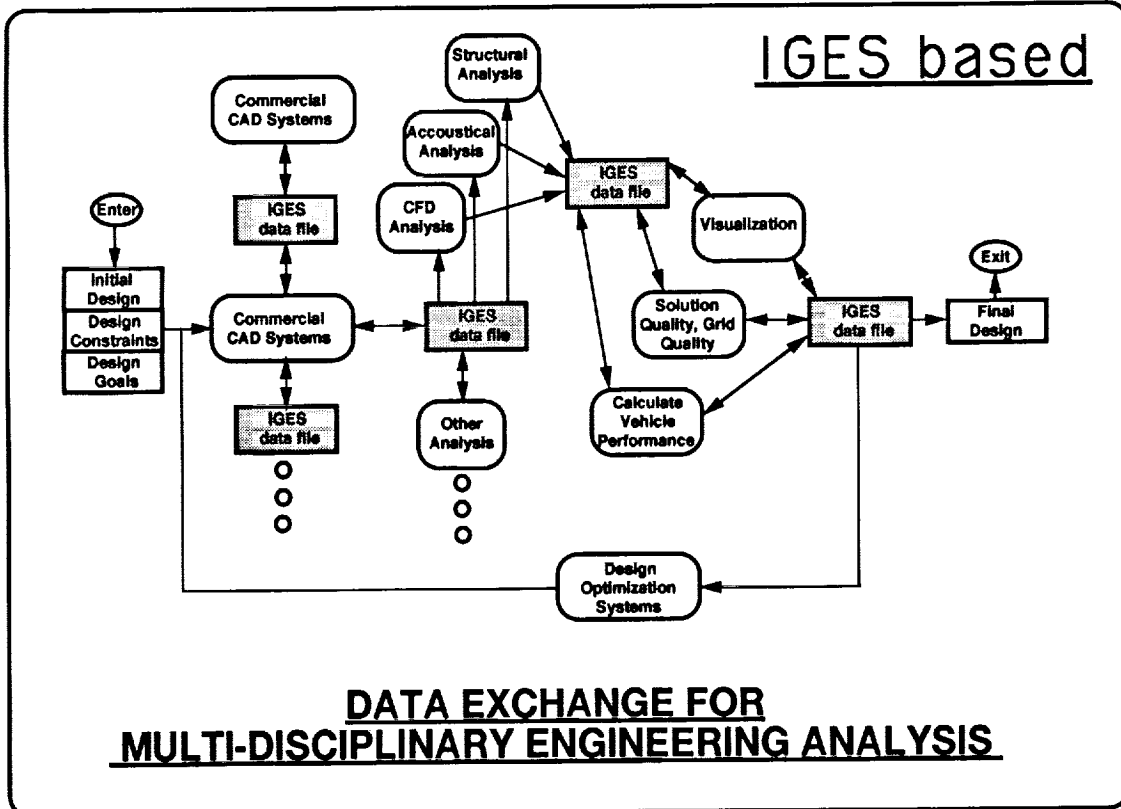 IGES based
Structural
Analysis
Commercial
CAD Systems
Accoustical
Analysis
IGES
data file
CFD
Analysis
Enter
IGES
data file
Visualization
Exit
Initial
Design
Design
Constraints
Design
Goals
Commercial
CAD Systems
IGES
data file
Solution
Quality, Grid
Quality
IGES
data file
Final
Design
IGES
data file
Other
Analysis
Calculate
Vehicle
Performance
Design
Optimization
Systems
DATA EXCHANGE FOR
MULTI-DISCIPLINARY ENGINEERING ANALYSIS